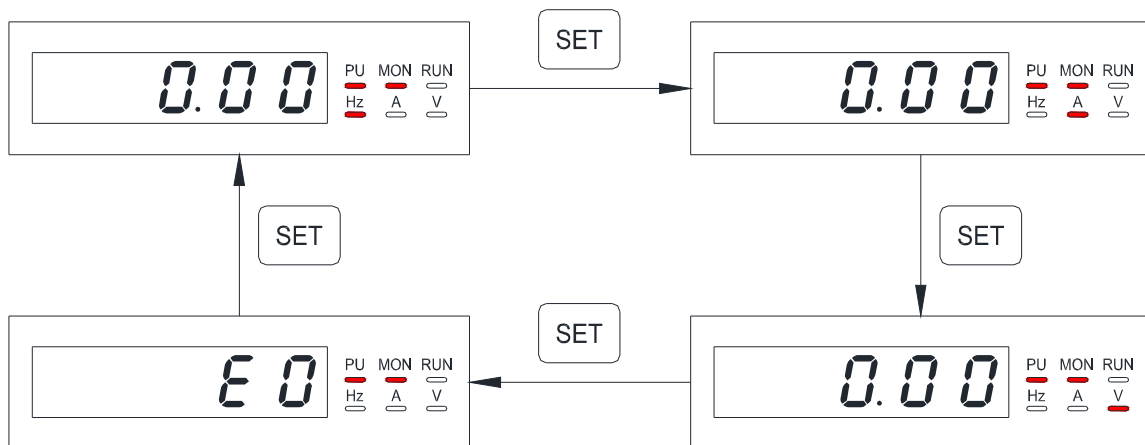 SET
0.00 PU MON RUN
Hz A V
0.00 PU MON RUN
Hz A V
SET
SET
SET
E0 PU MON RUN
Hz A V
0.00 PU MON RUN
Hz A V